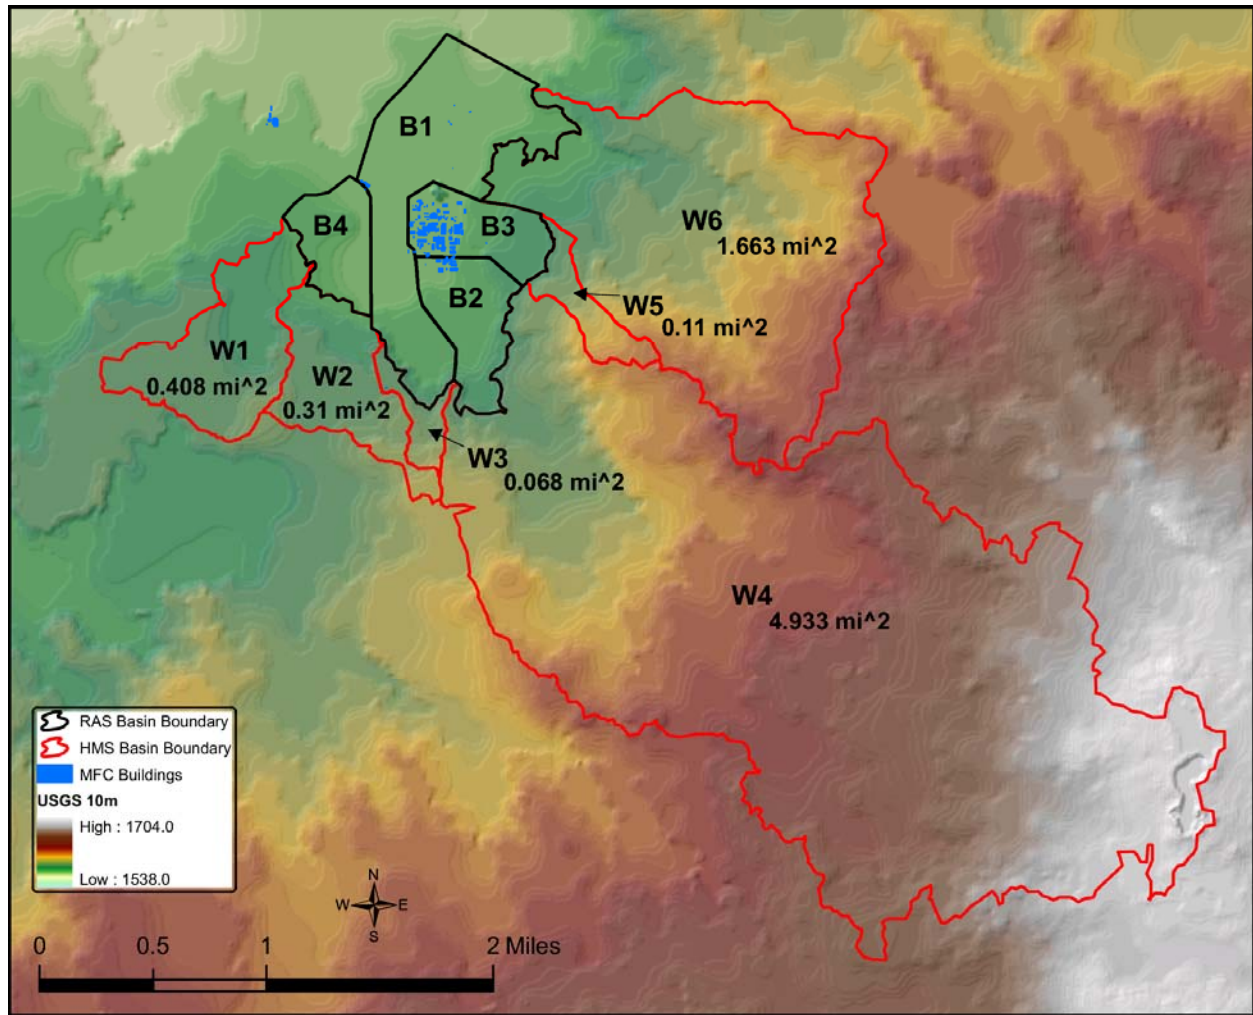 B1
B4
B3
W6
1.663 mi^2
B2
W5
0.11 mi^2
W1
0.408 mi^2
W2
0.31 mi^2
W3
0.068 mi^2
W4
4.933 mi^2
RAS Basin Boundary
HMS Basin Boundary
MFC Buildings
USGS 10m
High : 1704.0
Low : 1538.0
N
W E
S
0 0.5 1 2 Miles